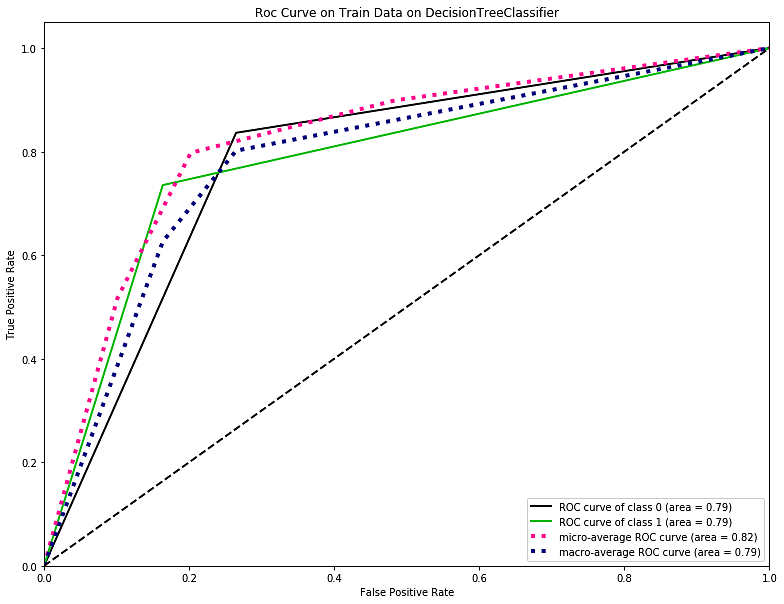 Roc Curve on Train Data on DecisionTreeClassifier
True Positive Rate
1.0
0.8
0.6
0.4
0.2
0.0
0.0 0.2 0.4 0.6 0.8 1.0
False Positive Rate
ROC curve of class 0 (area = 0.79)
ROC curve of class 1 (area = 0.79)
micro-average ROC curve (area = 0.82)
macro-average ROC curve (area = 0.79)